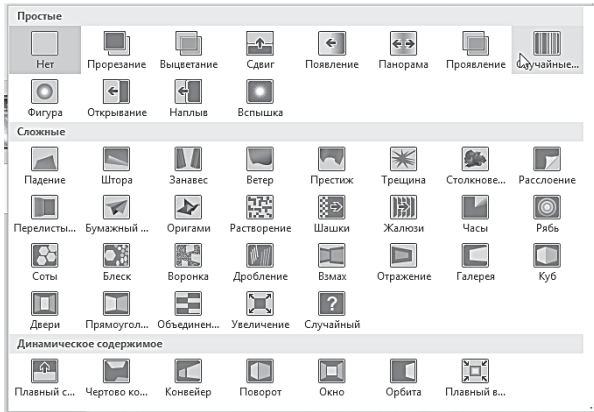 Простые
Нет Прорезание Выцветание Сдвиг Появление Панорама Проявление Случайные...
Фигура Открывание Наплыв Вспышка
Сложные
Падение Штора Занавес Ветер Престиж Трещина Столкнове... Расслоение
Перелисты... Бумажный ... Оригами Растворение Шашки Жалюзи Часы Рябь
Соты Блеск Воронка Дробление Взмах Отражение Галерея Куб
Двери Прямоугол... Объединен... Увеличение Случайный
Динамическое содержимое
Плавный с... Чертово ко... Конвейер Поворот Окно Орбита Плавный в...